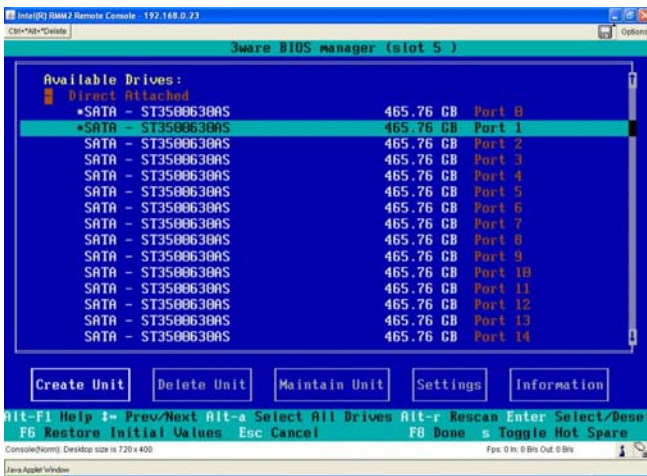 Intel(R) RMM2 Remote Console - 192.168.0.23
Ctrl+*Alt+*Delete Options
3ware BIOS manager (slot 5 )
Available Drives:
Direct Attached
*SATA - ST3500630AS 465.76 GB Port 0
*SATA - ST3500630AS 465.76 GB Port 1
SATA - ST3500630AS 465.76 GB Port 2
SATA - ST3500630AS 465.76 GB Port 3
SATA - ST3500630AS 465.76 GB Port 4
SATA - ST3500630AS 465.76 GB Port 5
SATA - ST3500630AS 465.76 GB Port 6
SATA - ST3500630AS 465.76 GB Port 7
SATA - ST3500630AS 465.76 GB Port 8
SATA - ST3500630AS 465.76 GB Port 9
SATA - ST3500630AS 465.76 GB Port 10
SATA - ST3500630AS 465.76 GB Port 11
SATA - ST3500630AS 465.76 GB Port 12
SATA - ST3500630AS 465.76 GB Port 13
SATA - ST3500630AS 465.76 GB Port 14
Create Unit Delete Unit Maintain Unit Settings Information
Alt-F1 Help ↕↔ Prev/Next Alt-a Select All Drives Alt-r Rescan Enter Select/Dese
F6 Restore Initial Values Esc Cancel F8 Done s Toggle Hot Spare
Console(Norm): Desktop size is 720 x 400 Fps: 0 In: 0 B/s Out: 0 B/s
Java Applet Window